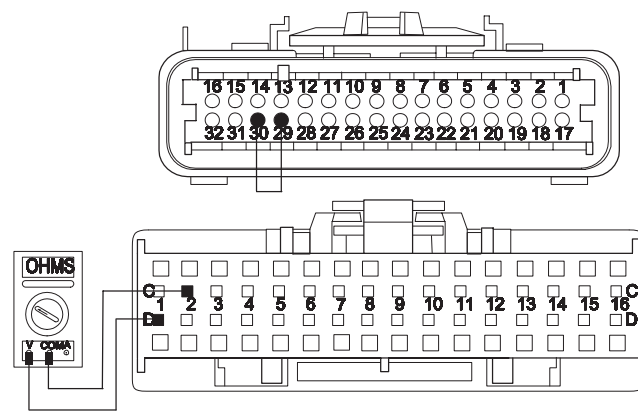 16 15 14 13 12 11 10 9 8 7 6 5 4 3 2 1
32 31 30 29 28 27 26 25 24 23 22 21 20 19 18 17
OHMS
C C
1 2 3 4 5 6 7 8 9 10 11 12 13 14 15 16
D D
V COM A